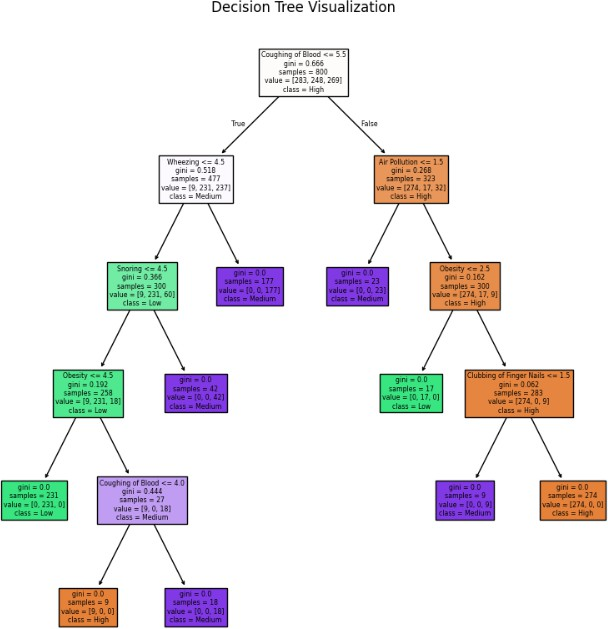 Decision Tree Visualization
Coughing of Blood <= 5.5
gini = 0.666
samples = 800
value = [283, 248, 269]
class = High
True
False
Wheezing <= 4.5
gini = 0.518
samples = 477
value = [9, 231, 237]
class = Medium
Air Pollution <= 1.5
gini = 0.268
samples = 323
value = [274, 17, 32]
class = High
Snoring <= 4.5
gini = 0.366
samples = 300
value = [9, 231, 60]
class = Low
gini = 0.0
samples = 177
value = [0, 0, 177]
class = Medium
gini = 0.0
samples = 23
value = [0, 0, 23]
class = Medium
Obesity <= 2.5
gini = 0.162
samples = 300
value = [274, 17, 9]
class = High
Obesity <= 4.5
gini = 0.192
samples = 258
value = [9, 231, 18]
class = Low
gini = 0.0
samples = 42
value = [0, 0, 42]
class = Medium
gini = 0.0
samples = 17
value = [0, 17, 0]
class = Low
Clubbing of Finger Nails <= 1.5
gini = 0.062
samples = 283
value = [274, 0, 9]
class = High
gini = 0.0
samples = 231
value = [0, 231, 0]
class = Low
Coughing of Blood <= 4.0
gini = 0.444
samples = 27
value = [9, 0, 18]
class = Medium
gini = 0.0
samples = 9
value = [0, 0, 9]
class = Medium
gini = 0.0
samples = 274
value = [274, 0, 0]
class = High
gini = 0.0
samples = 9
value = [9, 0, 0]
class = High
gini = 0.0
samples = 18
value = [0, 0, 18]
class = Medium